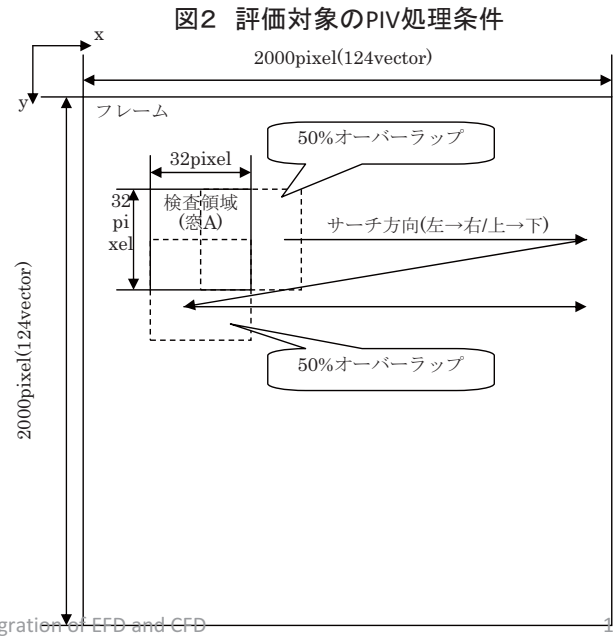 図2 評価対象のPIV処理条件
x
2000pixel(124vector)
y
フレーム
50%オーバーラップ
32pixel
32
pi
xel
検査領域
(窓A)
サーチ方向(左→右/上→下)
50%オーバーラップ
2000pixel(124vector)
gration of EFD and CFD
1